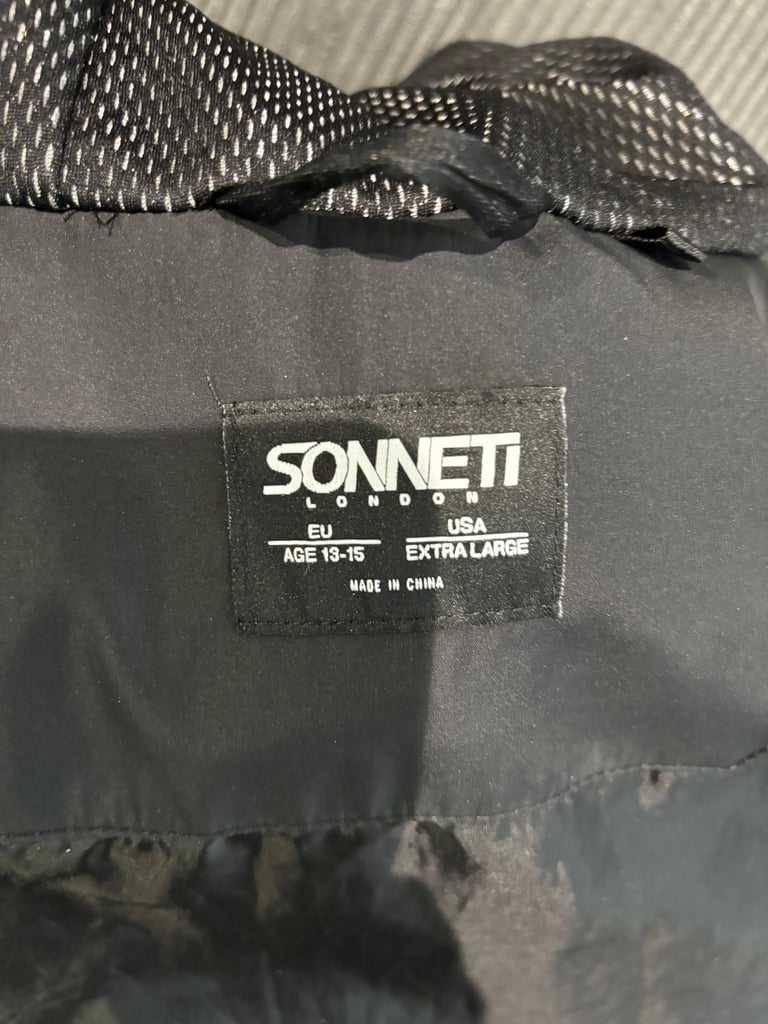 SONNETI
LONDON
EU
AGE 13-15
USA
EXTRA LARGE
MADE IN CHINA